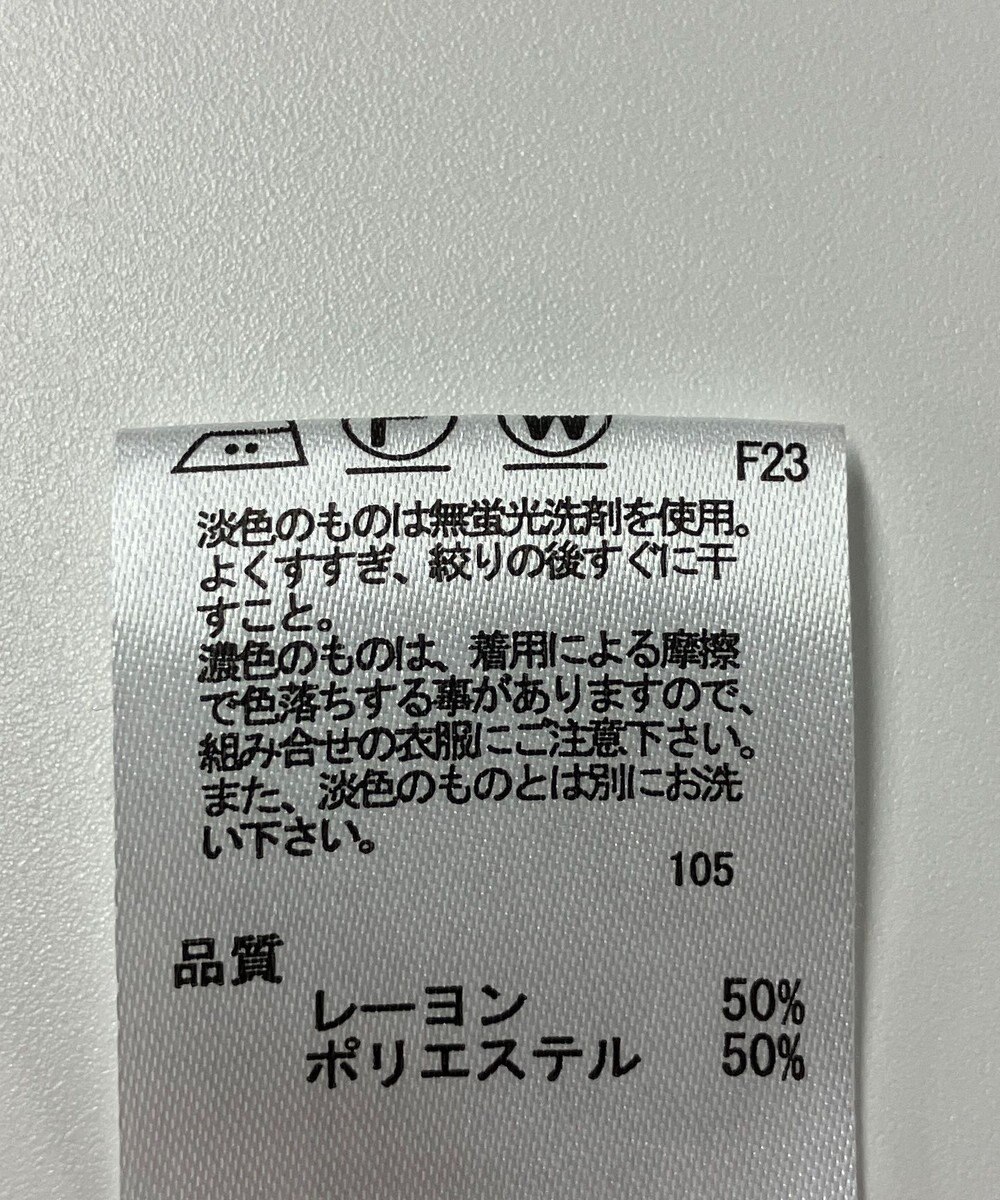 P W
F23
淡色のものは無蛍光洗剤を使用。
よくすすぎ、絞りの後すぐに干
すこと。
濃色のものは、着用による摩擦
で色落ちする事がありますので、
組み合せの衣服にご注意下さい。
また、淡色のものとは別にお洗
い下さい。
105
品質
レーヨン 50%
ポリエステル 50%